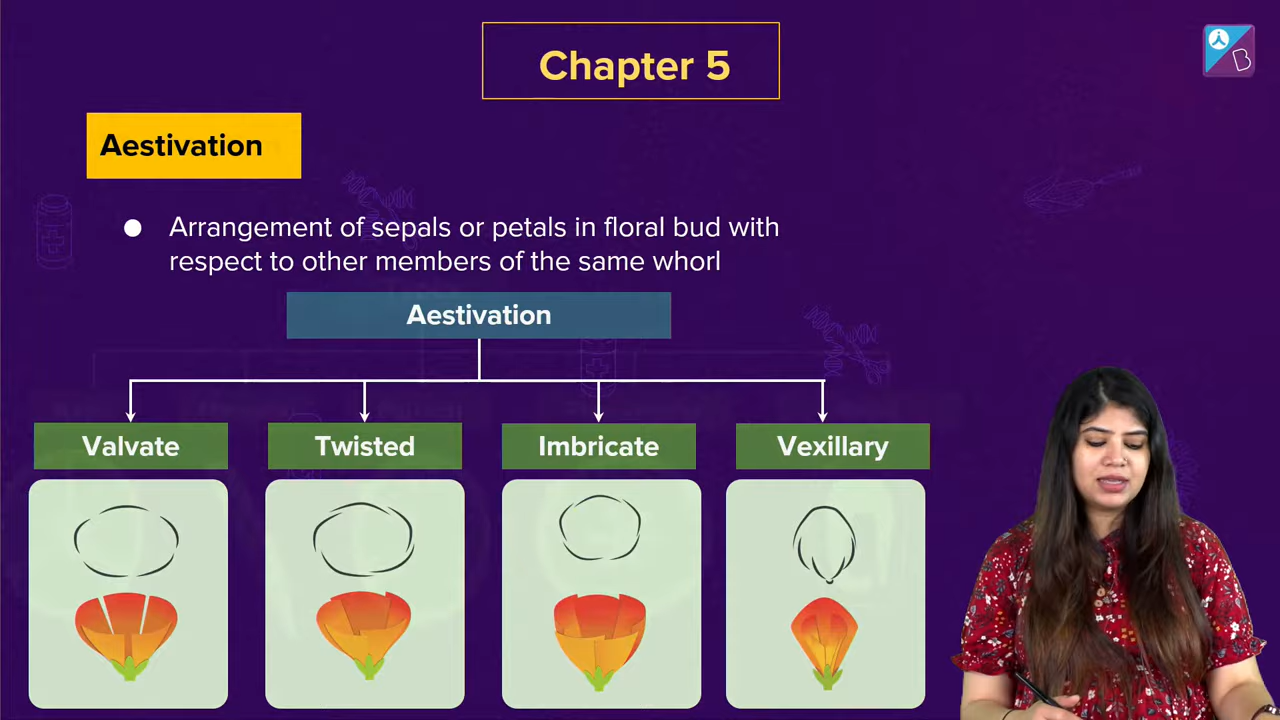 Chapter 5
Aestivation
● Arrangement of sepals or petals in floral bud with
respect to other members of the same whorl
Aestivation
Valvate
Twisted
Imbricate
Vexillary
B